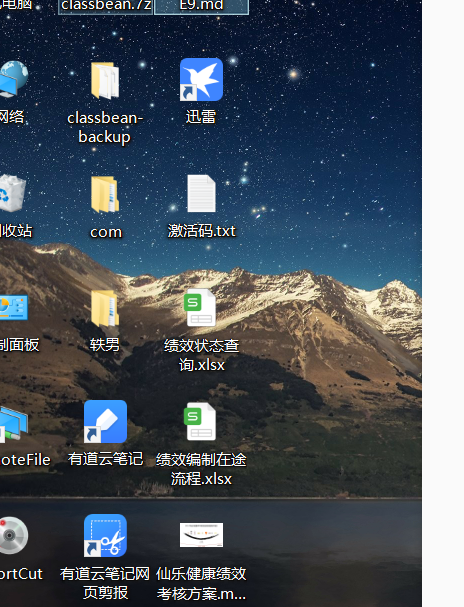 电脑
classbean.7z
E9.md
网络
classbean-
backup
迅雷
回收站
com
激活码.txt
制面板
轶男
绩效状态查
询.xlsx
oteFile
有道云笔记
绩效编制在途
流程.xlsx
ortCut
有道云笔记网
页剪报
仙乐健康绩效
考核方案.m...